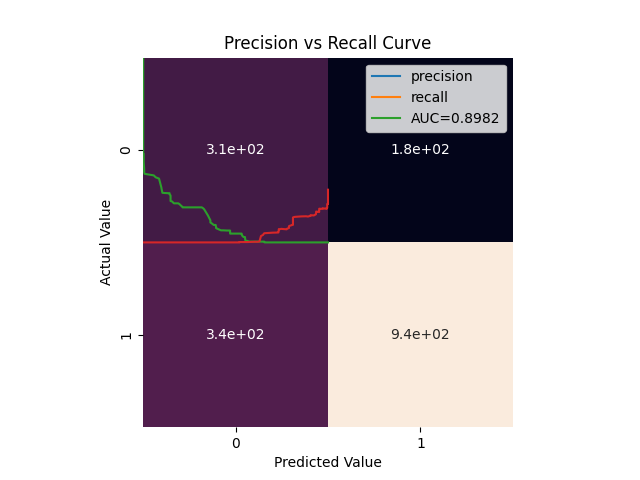 Precision vs Recall Curve
precision
recall
AUC=0.8982
3.1e+02
1.8e+02
3.4e+02
9.4e+02
0
1
Actual Value
0
1
Predicted Value